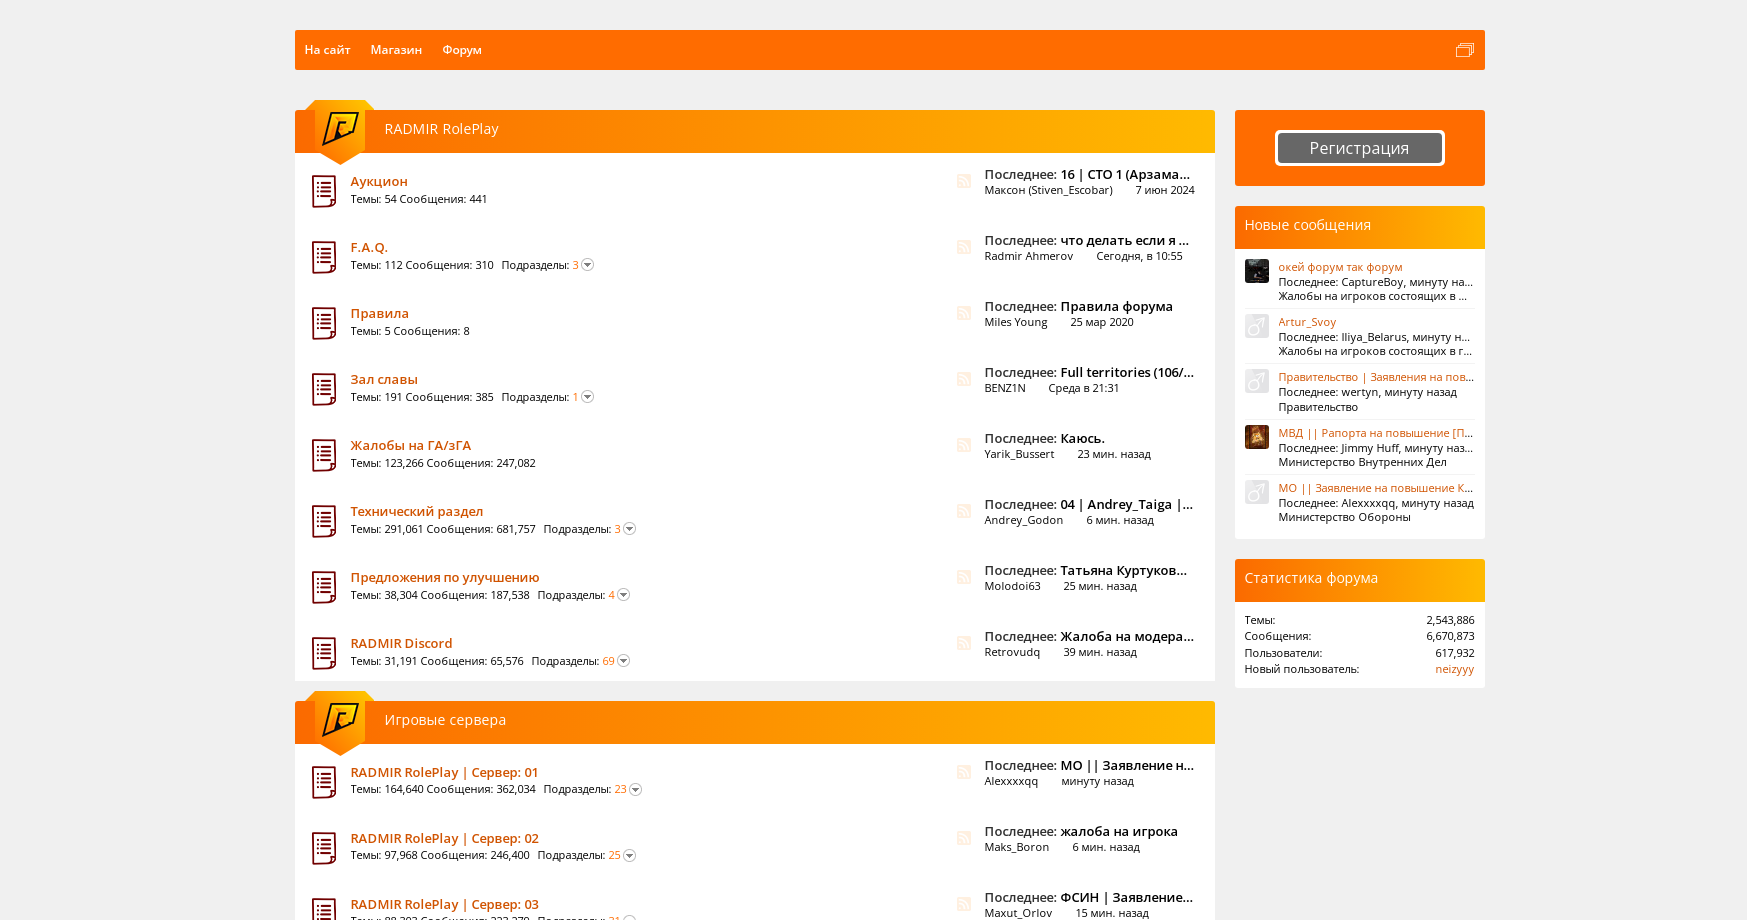 На сайт Магазин Форум
RADMIR RolePlay
Аукцион
Темы: 54 Сообщения: 441
Последнее: 16 | СТО 1 (Арзама...
Максон (Stiven_Escobar) 7 июн 2024
F.A.Q.
Темы: 112 Сообщения: 310 Подразделы: 3
Последнее: что делать если я ...
Radmir Ahmerov Сегодня, в 10:55
Правила
Темы: 5 Сообщения: 8
Последнее: Правила форума
Miles Young 25 мар 2020
Зал славы
Темы: 191 Сообщения: 385 Подразделы: 1
Последнее: Full territories (106/...
BENZ1N Среда в 21:31
Жалобы на ГА/зГА
Темы: 123,266 Сообщения: 247,082
Последнее: Каюсь.
Yarik_Bussert 23 мин. назад
Технический раздел
Темы: 291,061 Сообщения: 681,757 Подразделы: 3
Последнее: 04 | Andrey_Taiga |...
Andrey_Godon 6 мин. назад
Предложения по улучшению
Темы: 38,304 Сообщения: 187,538 Подразделы: 4
Последнее: Татьяна Куртуков...
Molodoi63 25 мин. назад
RADMIR Discord
Темы: 31,191 Сообщения: 65,576 Подразделы: 69
Последнее: Жалоба на модера...
Retrovudq 39 мин. назад
Игровые сервера
RADMIR RolePlay | Сервер: 01
Темы: 164,640 Сообщения: 362,034 Подразделы: 23
Последнее: МО || Заявление н...
Alexxxxqq минуту назад
RADMIR RolePlay | Сервер: 02
Темы: 97,968 Сообщения: 246,400 Подразделы: 25
Последнее: жалоба на игрока
Maks_Boron 6 мин. назад
RADMIR RolePlay | Сервер: 03
Последнее: ФСИН | Заявление...
Maxut_Orlov 15 мин. назад
Регистрация
Новые сообщения
окей форум так форум
Последнее: CaptureBoy, минуту на...
Жалобы на игроков состоящих в ...
Artur_Svoy
Последнее: Iliya_Belarus, минуту н...
Жалобы на игроков состоящих в г...
Правительство | Заявления на пов...
Последнее: wertyn, минуту назад
Правительство
МВД || Рапорта на повышение [П...
Последнее: Jimmy Huff, минуту наз...
Министерство Внутренних Дел
МО || Заявление на повышение К...
Последнее: Alexxxxqq, минуту назад
Министерство Обороны
Статистика форума
Темы: 2,543,886
Сообщения: 6,670,873
Пользователи: 617,932
Новый пользователь: neizyyy